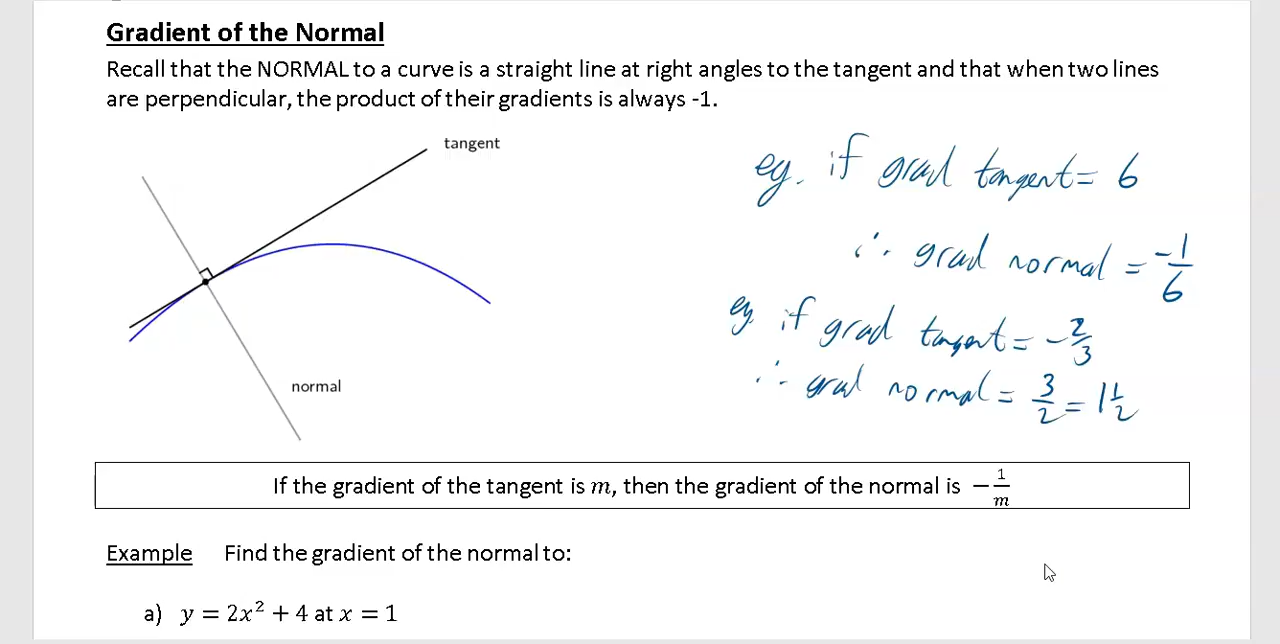 Gradient of the Normal
Recall that the NORMAL to a curve is a straight line at right angles to the tangent and that when two lines
are perpendicular, the product of their gradients is always -1.
tangent
normal
eg. if grad tangent = 6
∴ grad normal = -1/6
eg if grad tangent = -2/3
∴ grad normal = 3/2 = 1 1/2
If the gradient of the tangent is m, then the gradient of the normal is −1/m
Example Find the gradient of the normal to:
a) y = 2x² + 4 at x = 1